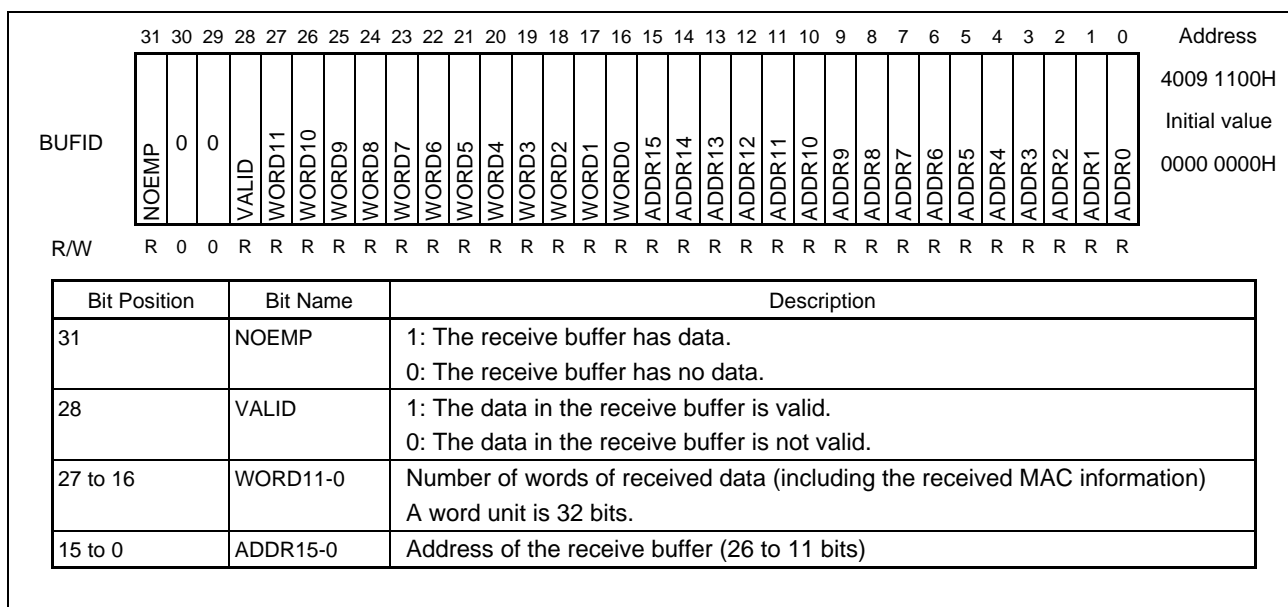 31 30 29 28 27 26 25 24 23 22 21 20 19 18 17 16 15 14 13 12 11 10 9 8 7 6 5 4 3 2 1 0 Address
4009 1100H
Initial value
0000 0000H
BUFID NOEMP 0 0 VALID WORD11 WORD10 WORD9 WORD8 WORD7 WORD6 WORD5 WORD4 WORD3 WORD2 WORD1 WORD0 ADDR15 ADDR14 ADDR13 ADDR12 ADDR11 ADDR10 ADDR9 ADDR8 ADDR7 ADDR6 ADDR5 ADDR4 ADDR3 ADDR2 ADDR1 ADDR0
R/W R 0 0 R R R R R R R R R R R R R R R R R R R R R R R R R R R R R
Bit Position Bit Name Description
31 NOEMP 1: The receive buffer has data.
0: The receive buffer has no data.
28 VALID 1: The data in the receive buffer is valid.
0: The data in the receive buffer is not valid.
27 to 16 WORD11-0 Number of words of received data (including the received MAC information)
A word unit is 32 bits.
15 to 0 ADDR15-0 Address of the receive buffer (26 to 11 bits)